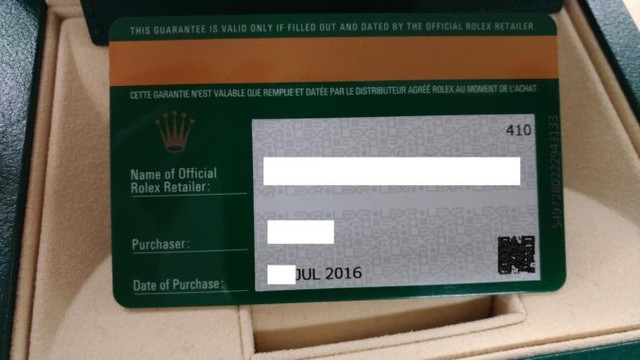 THIS GUARANTEE IS VALID ONLY IF FILLED OUT AND DATED BY THE OFFICIAL ROLEX RETAILER.
CETTE GARANTIE N'EST VALABLE QUE REMPLIE ET DATÉE PAR LE DISTRIBUTEUR AGRÉÉ ROLEX AU MOMENT DE L'ACHAT.
410
Name of Official
Rolex Retailer:
Purchaser:
Date of Purchase:
JUL 2016